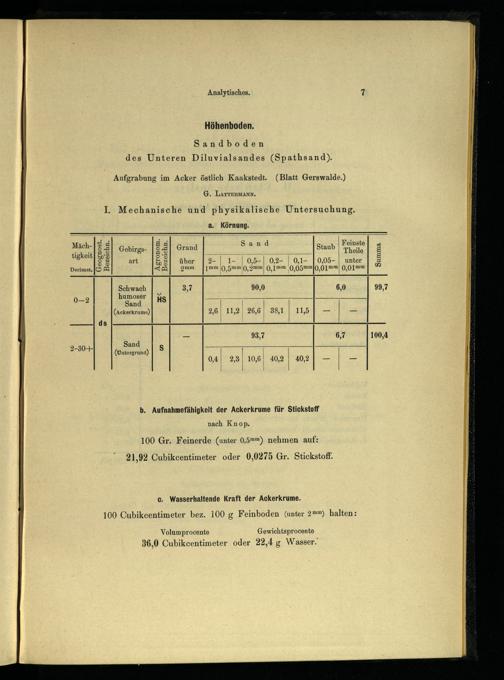 Analytisches. 7
Höhenboden.
Sandboden
des Unteren Diluvialsandes (Spathsand).
Aufgrabung im Acker östlich Kaakstedt. (Blatt Gerswalde.)
G. Lattermann.
I. Mechanische und physikalische Untersuchung.
a. Körnung.
Mäch-tigkeit Decimet. | Geognost. Bezeichn. | Gebirgs-art | Agronom. Bezeichn. | Grand über 2mm | Sand 2–1mm | 1–0,5mm | 0,5–0,2mm | 0,2–0,1mm | 0,1–0,05mm | Staub 0,05–0,01mm | Feinste Theile unter 0,01mm | Summa
0–2 | ds | Schwach humoser Sand (Ackerkrume) | H̆S | 3,7 | 90,0 | 6,0 | 99,7
2,6 | 11,2 | 26,6 | 38,1 | 11,5 | — | —
2-30+ | Sand (Untergrund) | S | — | 93,7 | 6,7 | 100,4
0,4 | 2,3 | 10,6 | 40,2 | 40,2 | — | —
b. Aufnahmefähigkeit der Ackerkrume für Stickstoff
nach Knop.
100 Gr. Feinerde (unter 0,5mm) nehmen auf:
21,92 Cubikcentimeter oder 0,0275 Gr. Stickstoff.
c. Wasserhaltende Kraft der Ackerkrume.
100 Cubikcentimeter bez. 100 g Feinboden (unter 2mm) halten:
Volumprocente Gewichtsprocente
36,0 Cubikcentimeter oder 22,4 g Wasser.